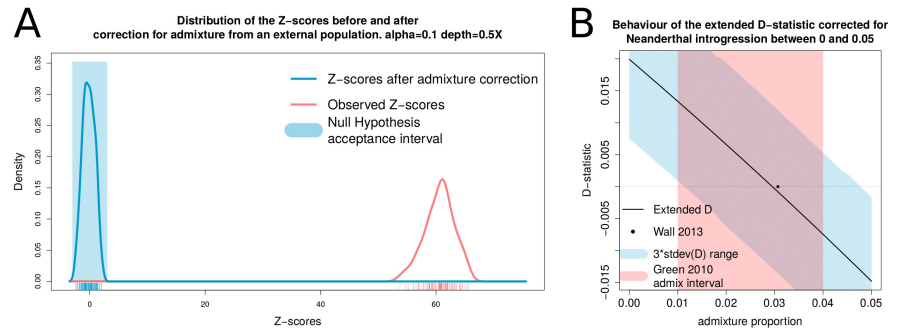 A
Distribution of the Z−scores before and after
correction for admixture from an external population. alpha=0.1 depth=0.5X
Density
0.00
0.05
0.10
0.15
0.20
0.25
0.30
0.35
Z−scores after admixture correction
Observed Z−scores
Null Hypothesis
acceptance interval
0
20
40
60
Z−scores
B
Behaviour of the extended D−statistic corrected for
Neanderthal introgression between 0 and 0.05
D−statistic
−0.015
−0.005
0.005
0.015
Extended D
Wall 2013
3*stdev(D) range
Green 2010
admix interval
0.00
0.01
0.02
0.03
0.04
0.05
admixture proportion